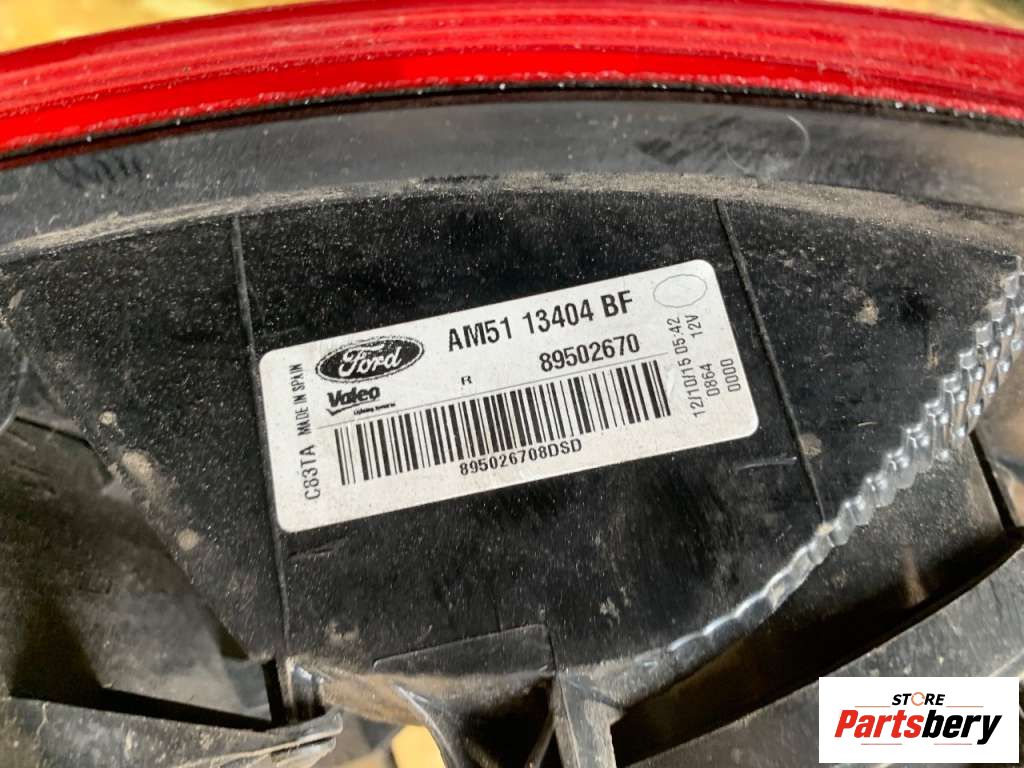 Ford
AM51 13404 BF
Valeo
R
89502670
895026708DSD
C83TA MADE IN SPAIN
12/10/15 05:42
0864 12V
0000
STORE
Partsbery